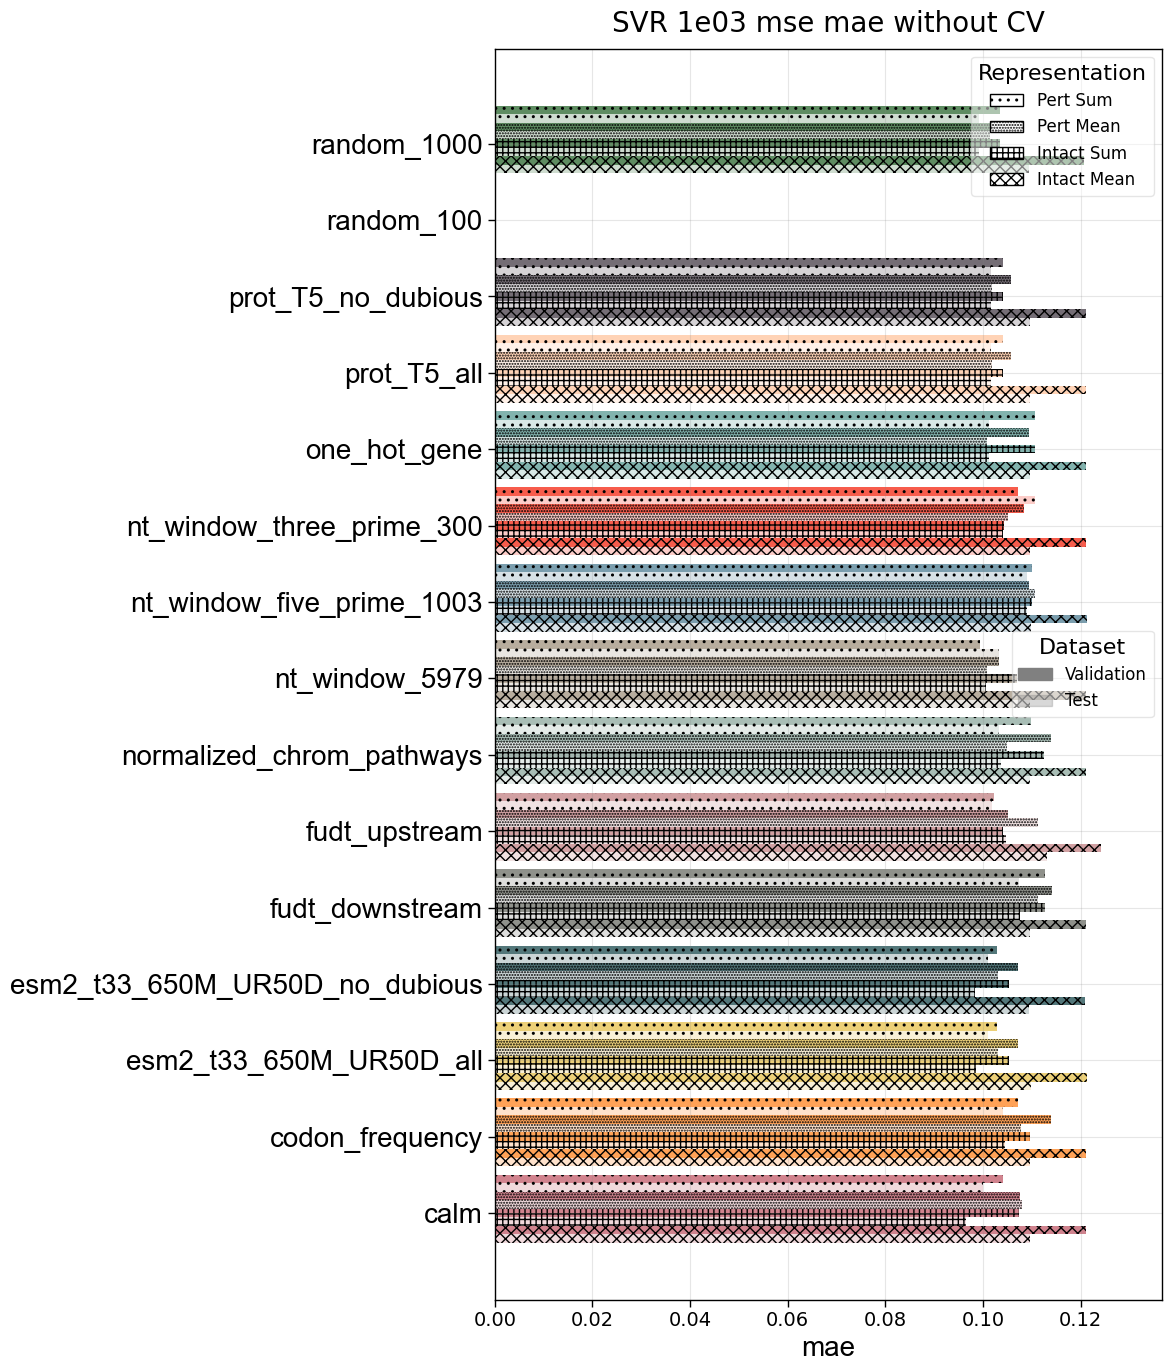 SVR 1e03 mse mae without CV
Representation
Pert Sum
Pert Mean
Intact Sum
Intact Mean
random_1000
random_100
prot_T5_no_dubious
prot_T5_all
one_hot_gene
nt_window_three_prime_300
nt_window_five_prime_1003
nt_window_5979
Dataset
Validation
Test
normalized_chrom_pathways
fudt_upstream
fudt_downstream
esm2_t33_650M_UR50D_no_dubious
esm2_t33_650M_UR50D_all
codon_frequency
calm
0.00 0.02 0.04 0.06 0.08 0.10 0.12
mae